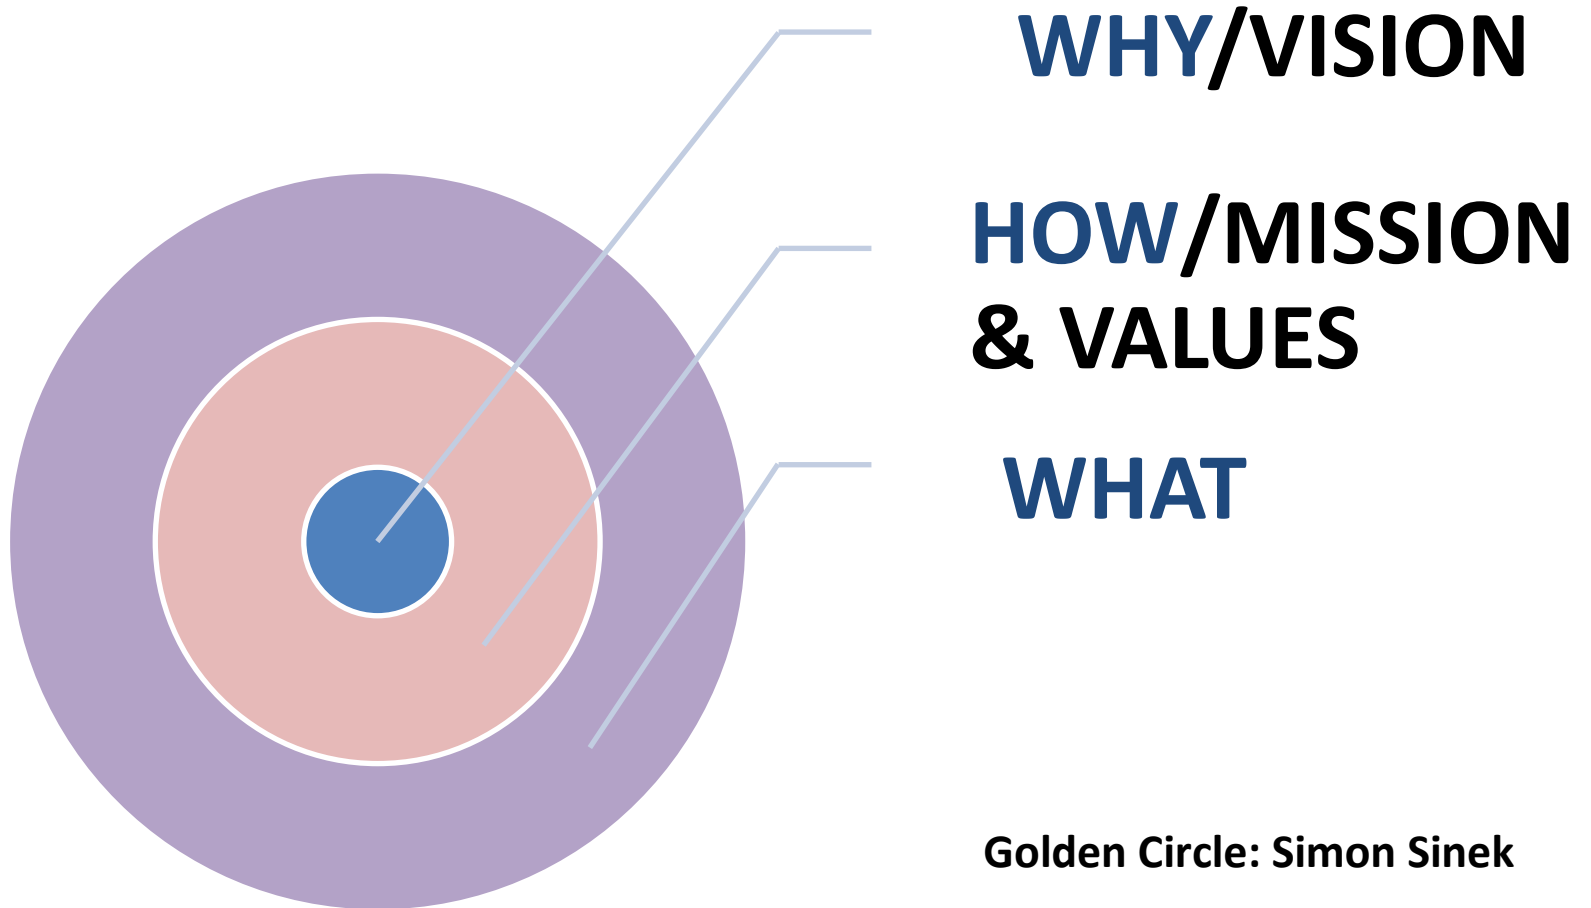 WHY/VISION
HOW/MISSION
& VALUES
WHAT
Golden Circle: Simon Sinek